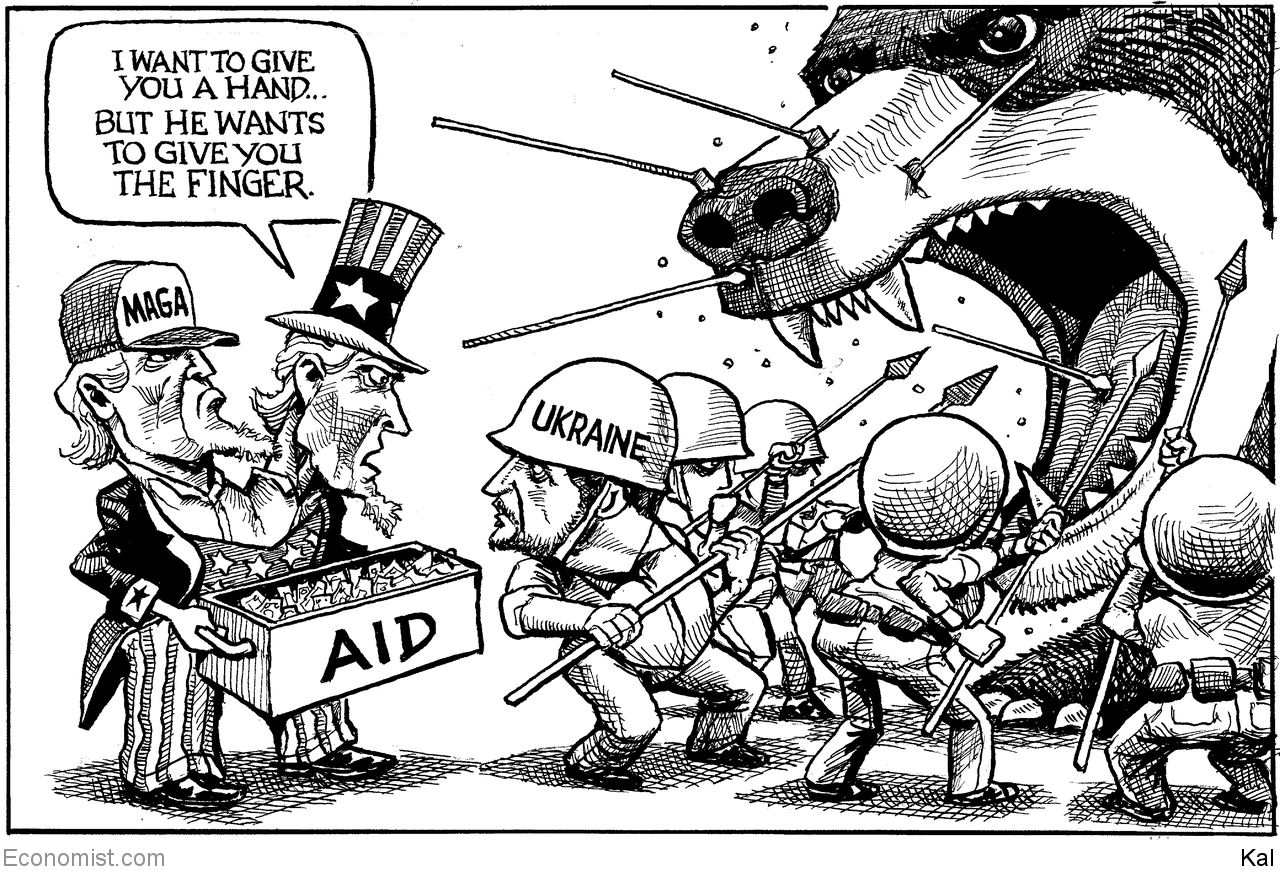 I WANT TO GIVE
YOU A HAND...
BUT HE WANTS
TO GIVE YOU
THE FINGER.
MAGA
UKRAINE
AID
Economist.com
Kal